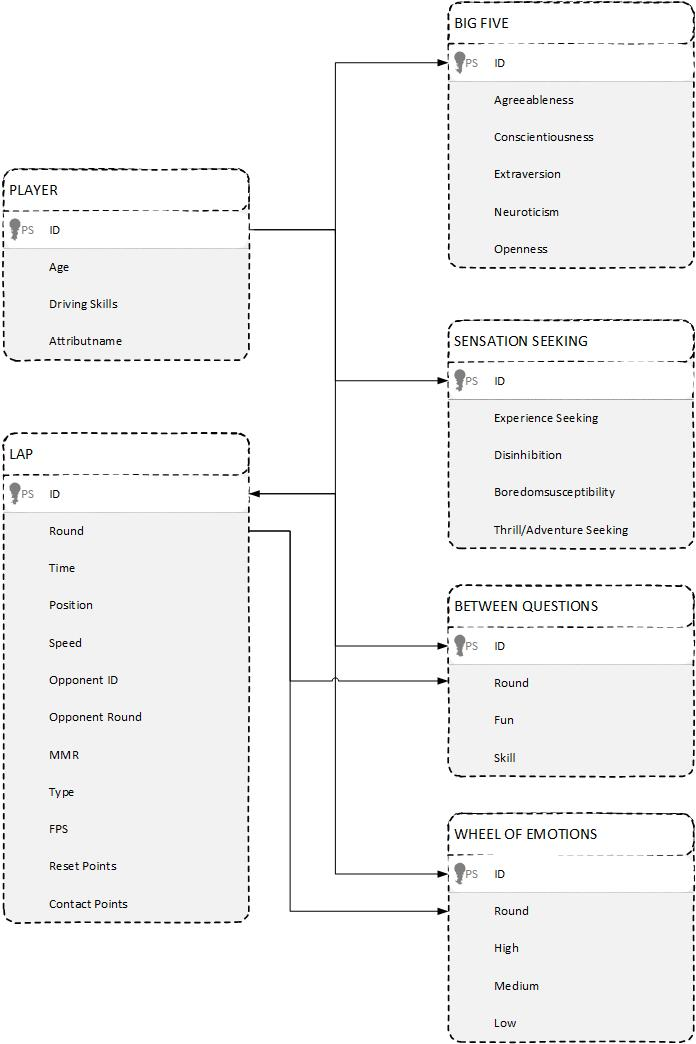 PLAYER
PS ID
Age
Driving Skills
Attributname
LAP
PS ID
Round
Time
Position
Speed
Opponent ID
Opponent Round
MMR
Type
FPS
Reset Points
Contact Points
BIG FIVE
PS ID
Agreeableness
Conscientiousness
Extraversion
Neuroticism
Openness
SENSATION SEEKING
PS ID
Experience Seeking
Disinhibition
Boredomsusceptibility
Thrill/Adventure Seeking
BETWEEN QUESTIONS
PS ID
Round
Fun
Skill
WHEEL OF EMOTIONS
PS ID
Round
High
Medium
Low